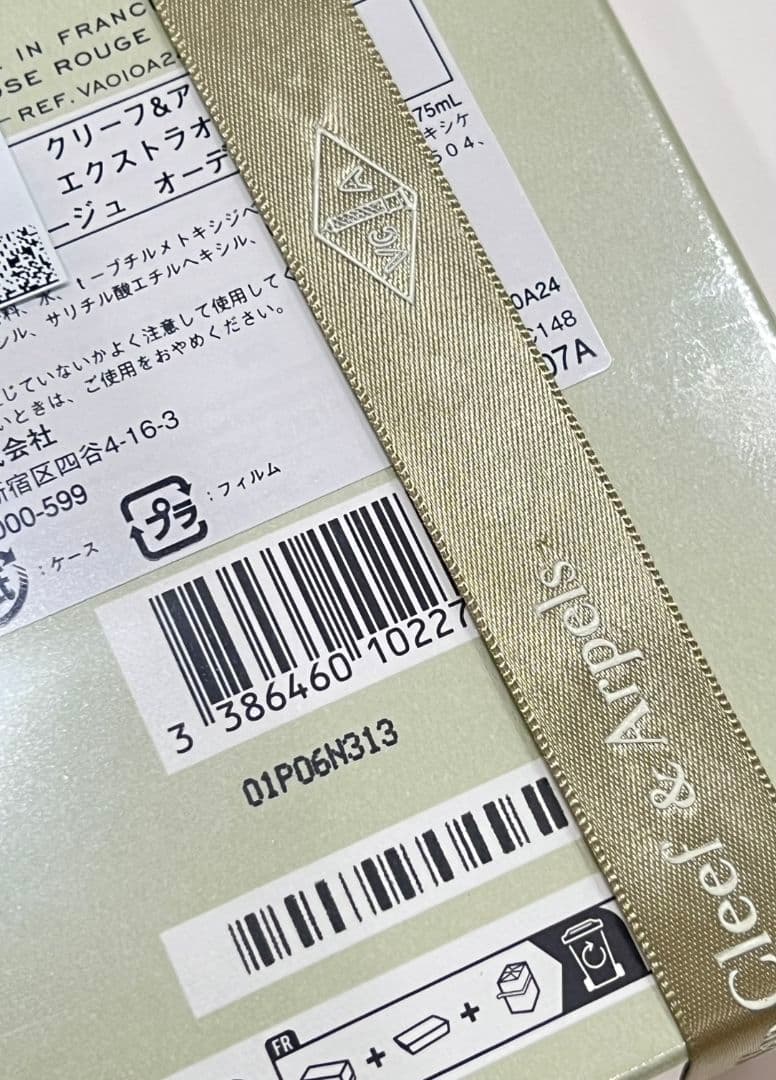 IN FRANC
SE ROUGE
REF.VA010A2
クリーフ&ア
エクストラオ
ージュ オーデ
75mL
キシケ
504、
t-ブチルメトキシジベ
ル、サリチル酸エチルヘキシル、
じていないかよく注意して使用してく
いときは、ご使用をおやめください。
会社
新宿区四谷4-16-3
000-599
プラ
:フィルム
紙
:ケース
0A24
148
07A
VCA
3 386460 10227
01P06N313
Cleef & Arpels
FR
+
+